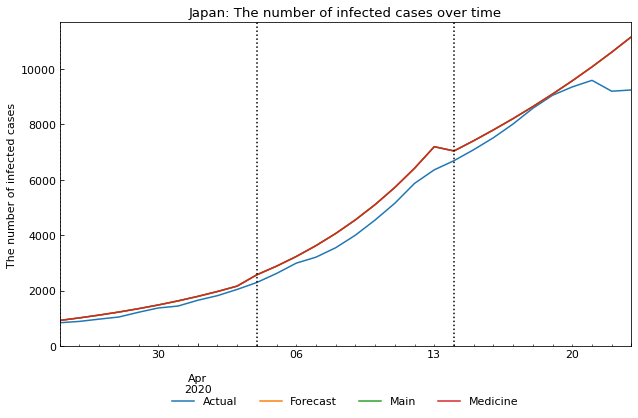 Japan: The number of infected cases over time
The number of infected cases
10000
8000
6000
4000
2000
0
30 06 13 20
Apr
2020
Actual Forecast Main Medicine